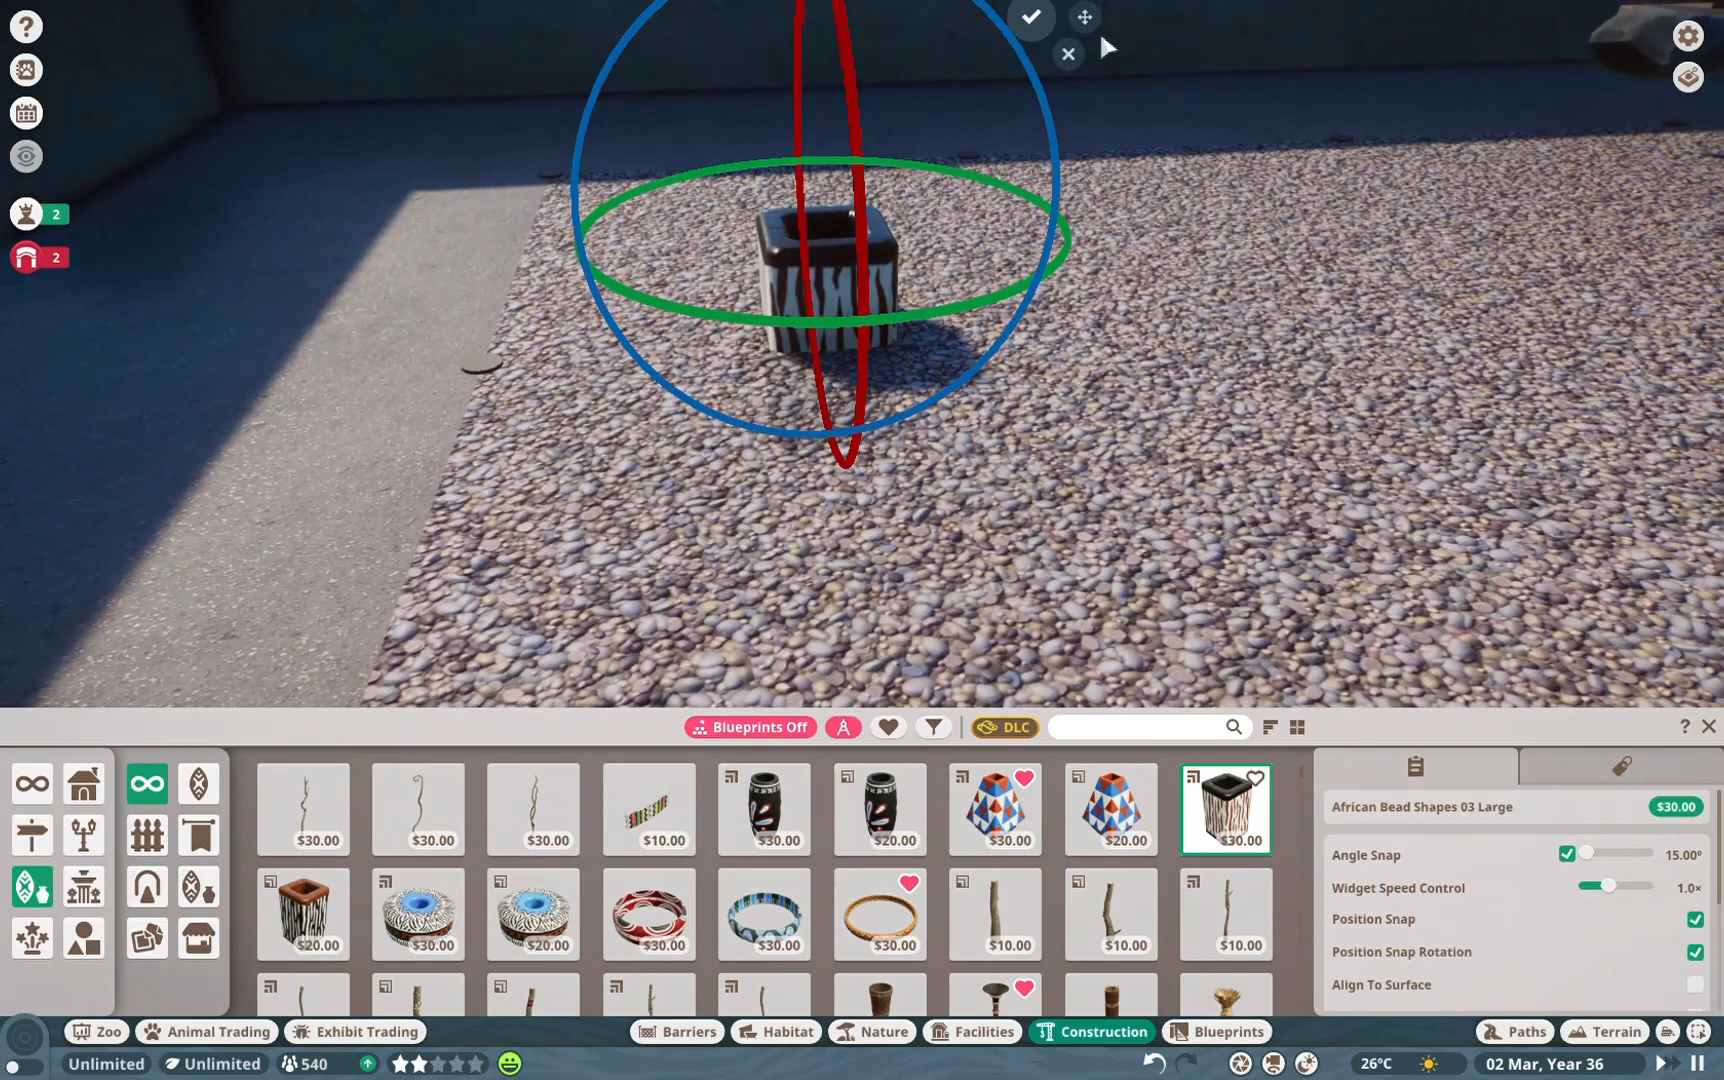 ?
2
2
Blueprints Off
DLC
?
$30.00
$30.00
$30.00
$10.00
$30.00
$20.00
$30.00
$20.00
$30.00
$20.00
$30.00
$20.00
$30.00
$30.00
$30.00
$10.00
$10.00
$10.00
African Bead Shapes 03 Large
$30.00
Angle Snap
15.00°
Widget Speed Control
1.0×
Position Snap
Position Snap Rotation
Align To Surface
Zoo
Animal Trading
Exhibit Trading
Barriers
Habitat
Nature
Facilities
Construction
Blueprints
Paths
Terrain
Unlimited
Unlimited
540
26°C
02 Mar, Year 36